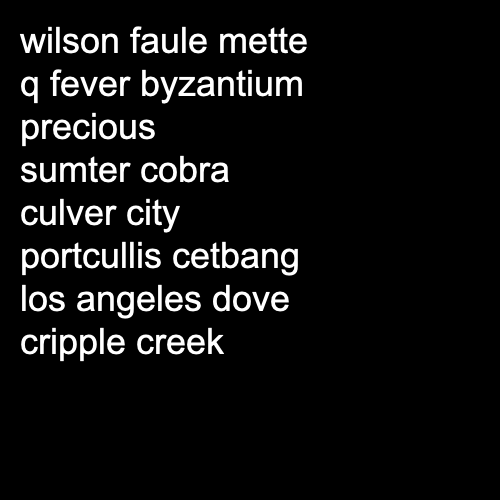 wilson faule mette
q fever byzantium
precious
sumter cobra
culver city
portcullis cetbang
los angeles dove
cripple creek